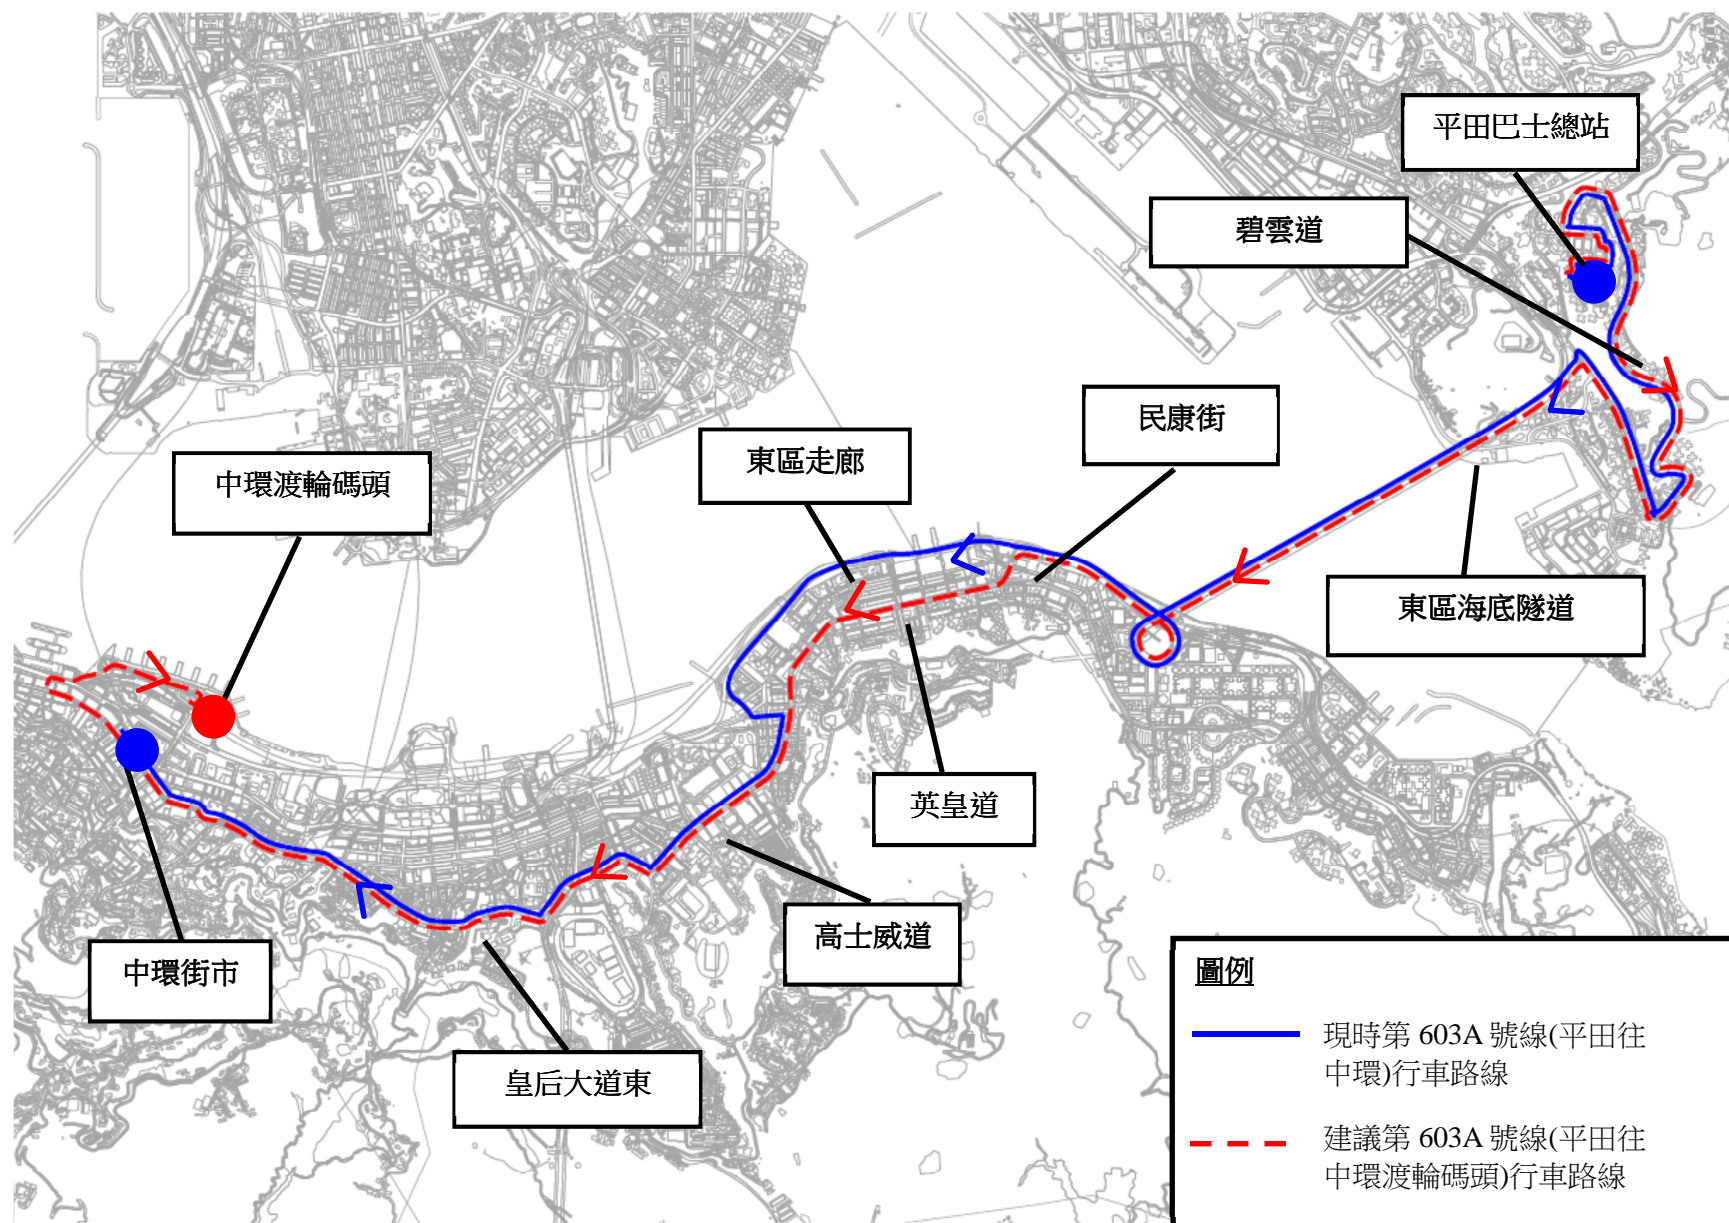 平田巴士總站
碧雲道
民康街
東區走廊
中環渡輪碼頭
東區海底隧道
英皇道
高士威道
中環街市
皇后大道東
圖例
現時第 603A 號線(平田往
中環)行車路線
建議第 603A 號線(平田往
中環渡輪碼頭)行車路線